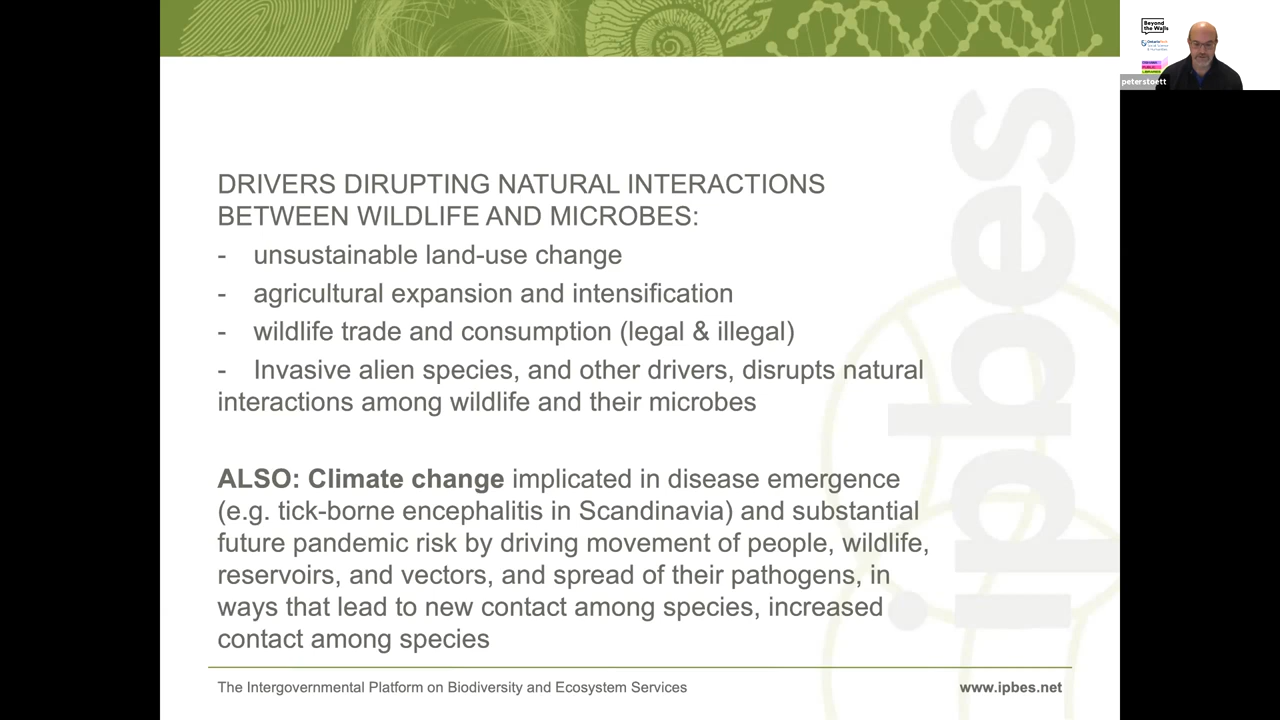 DRIVERS DIRUPTING NATURAL INTERACTIONS
BETWEEN WILDLIFE AND MICROBES:
- unsustainable land-use change
- agricultural expansion and intensification
- wildlife trade and consumption (legal & illegal)
- Invasive alien species, and other drivers, disrupts natural
interactions among wildlife and their microbes
ALSO: Climate change implicated in disease emergence
(e.g. tick-borne encephalitis in Scandinavia) and substantial
future pandemic risk by driving movement of people, wildlife,
reservoirs, and vectors, and spread of their pathogens, in
ways that lead to new contact among species, increased
contact among species
The Intergovernmental Platform on Biodiversity and Ecosystem Services
www.ipbes.net
ipbes
Beyond
the Walls
peterstoett